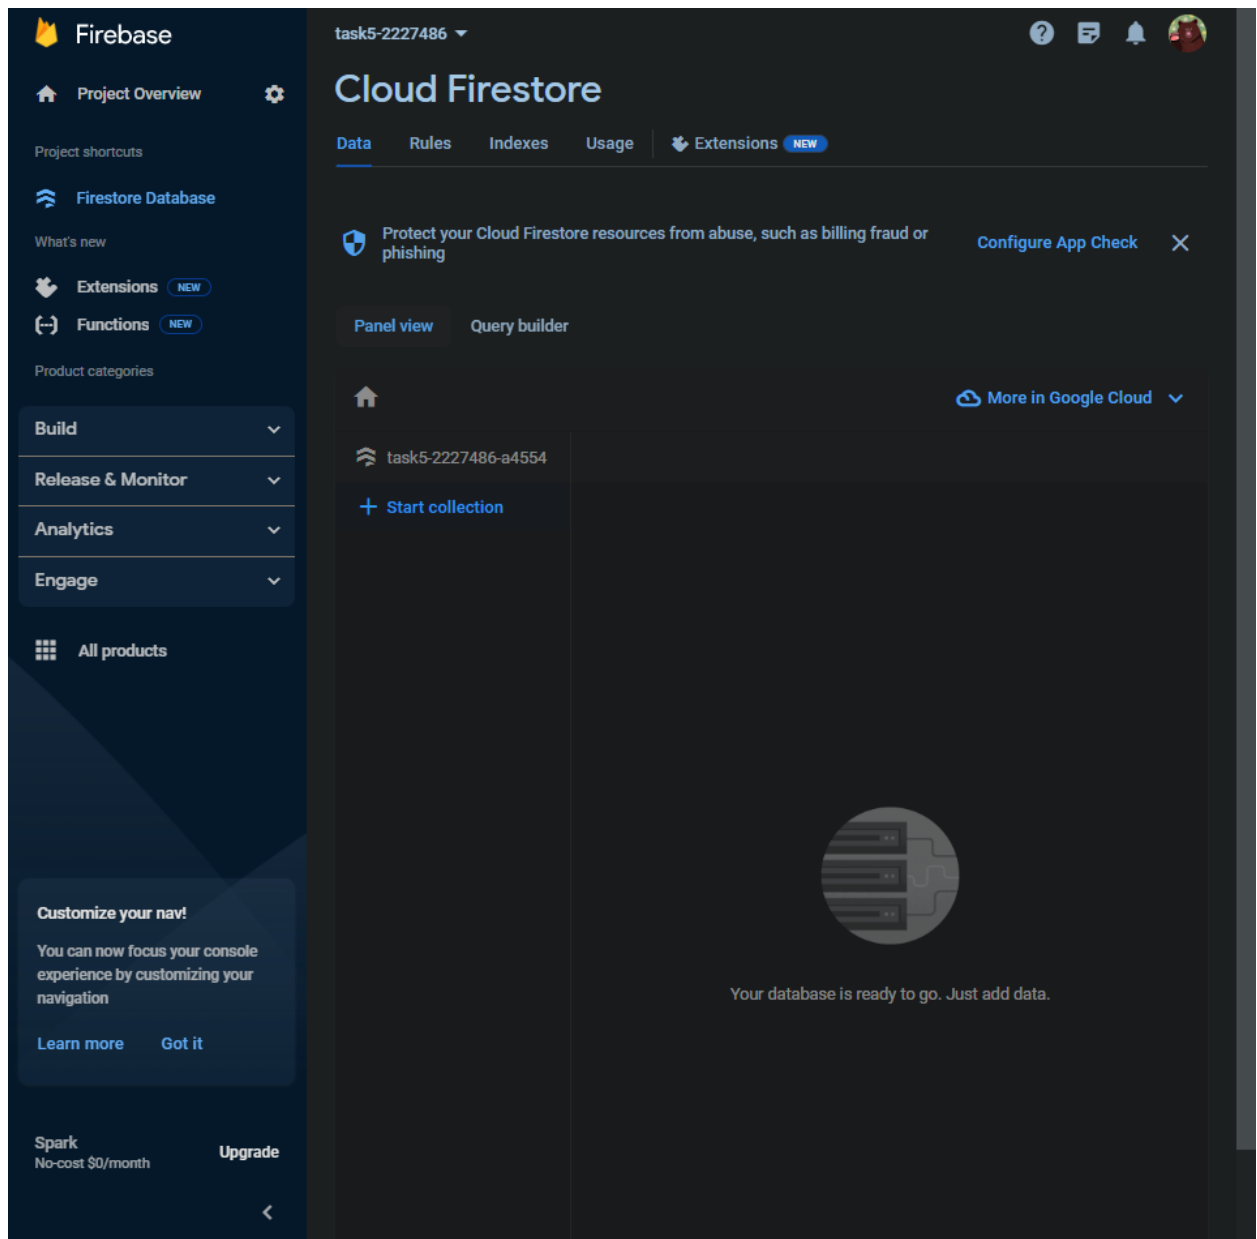 Firebase
Project Overview
Project shortcuts
Firestore Database
What's new
Extensions NEW
Functions NEW
Product categories
Build
Release & Monitor
Analytics
Engage
All products
Customize your nav!
You can now focus your console
experience by customizing your
navigation
Learn more Got it
Spark
No-cost $0/month
Upgrade
task5-2227486
Cloud Firestore
Data Rules Indexes Usage Extensions NEW
Protect your Cloud Firestore resources from abuse, such as billing fraud or
phishing
Configure App Check
Panel view Query builder
More in Google Cloud
task5-2227486-a4554
Start collection
Your database is ready to go. Just add data.